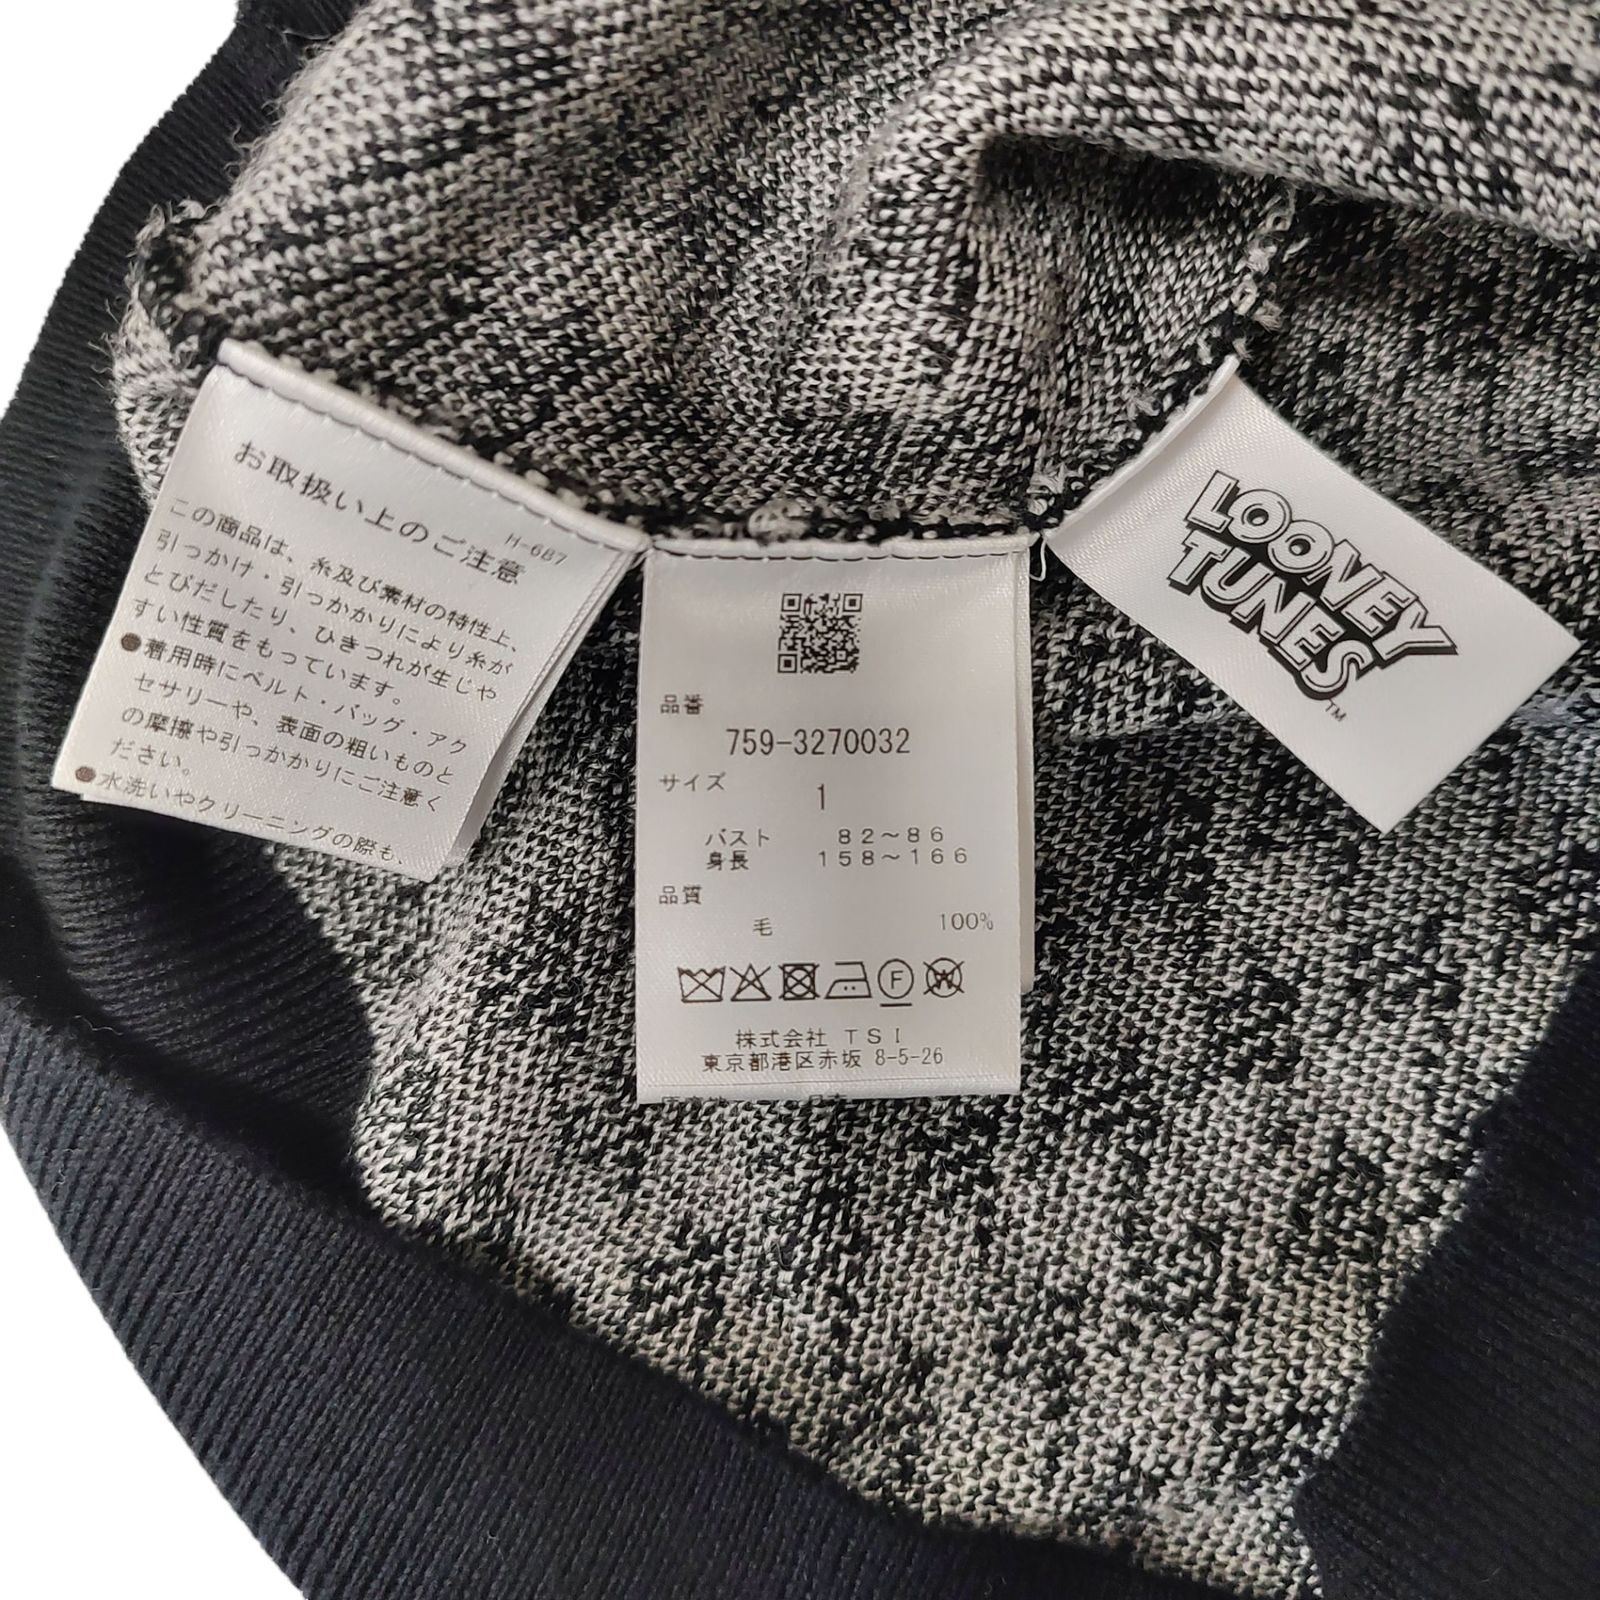 お取扱い上のご注意
H-687
この商品は、糸及び素材の特性上、
引っかけ・引っかかりにより糸が
とびだしたり、ひきつれが生じや
すい性質をもっています。
●着用時にベルト・バッグ・アク
セサリーや、表面の粗いものと
の摩擦や引っかかりにご注意く
ださい。
●水洗いやクリーニングの際も、
品番
759-3270032
サイズ
1
バスト 82～86
身長 158～166
品質
毛 100%
F
W
株式会社 TSI
東京都港区赤坂 8-5-26
LOONEY
TUNES™